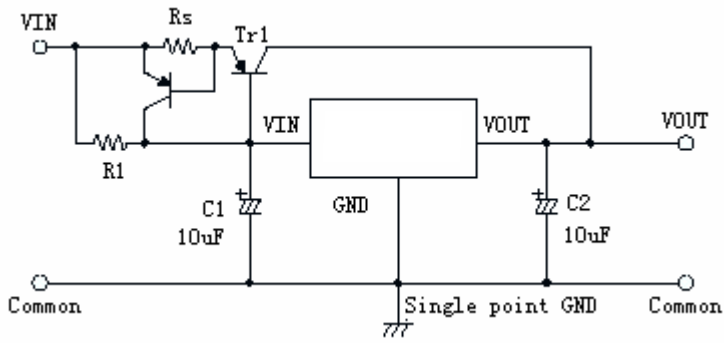 VIN
Rs
Tr1
VIN
VOUT
VOUT
R1
C1
10uF
GND
C2
10uF
Common
Single point GND
Common